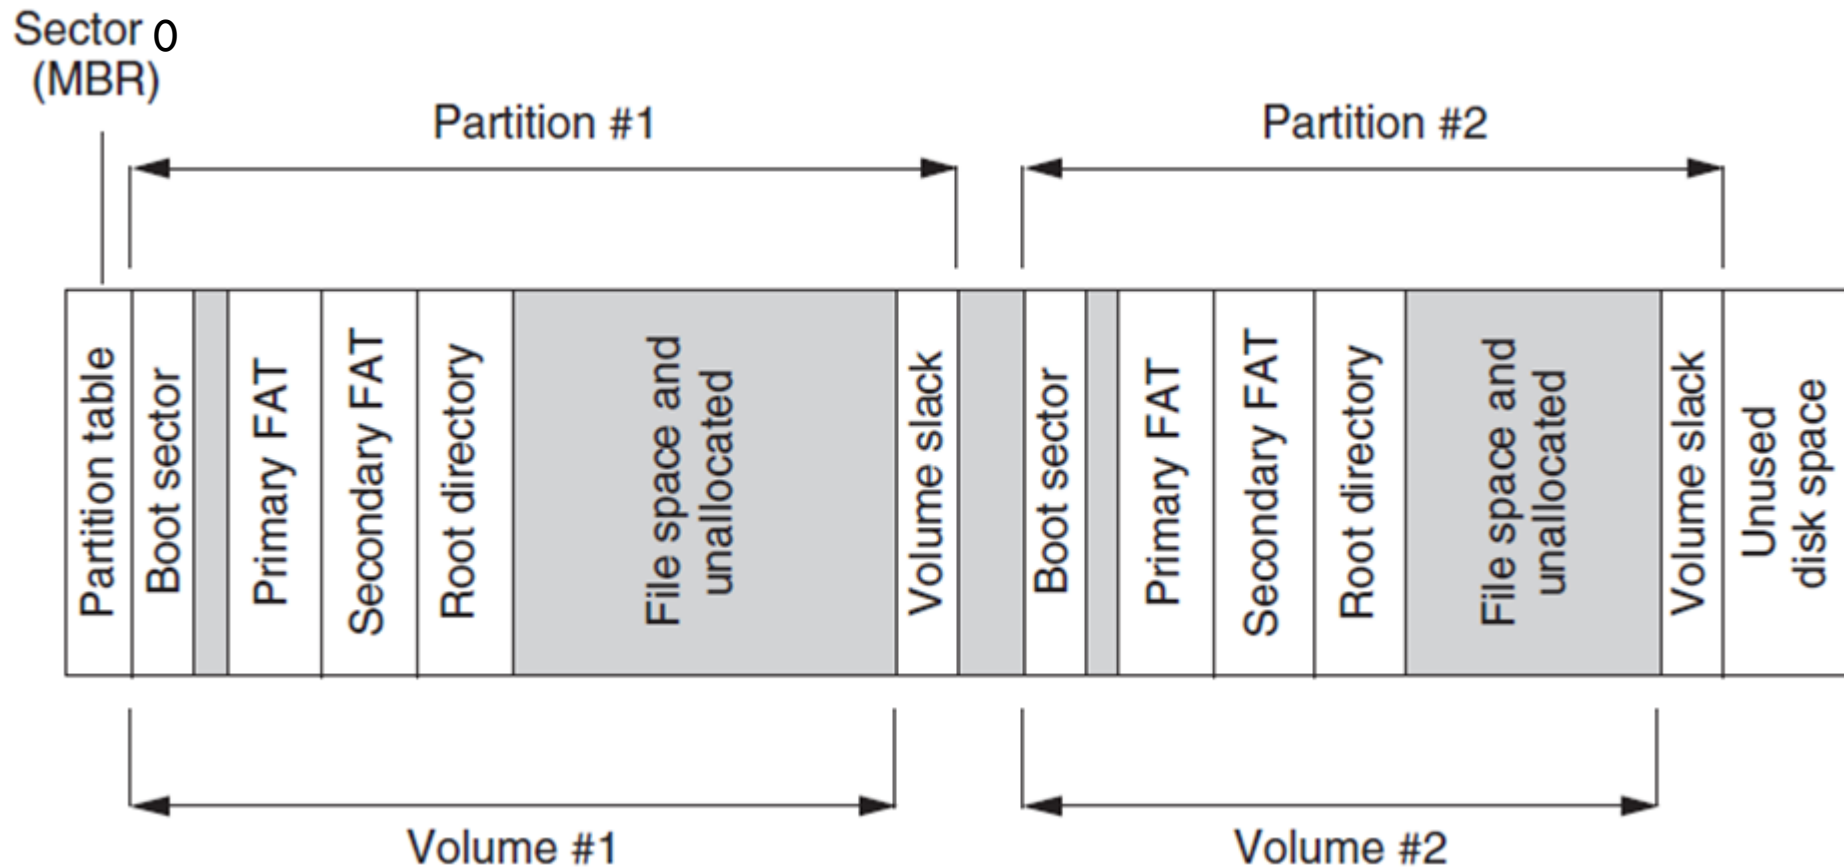 Sector 0
(MBR)
Partition #1
Partition #2
Partition table
Boot sector
Primary FAT
Secondary FAT
Root directory
File space and
unallocated
Volume slack
Boot sector
Primary FAT
Secondary FAT
Root directory
File space and
unallocated
Volume slack
Unused
disk space
Volume #1
Volume #2